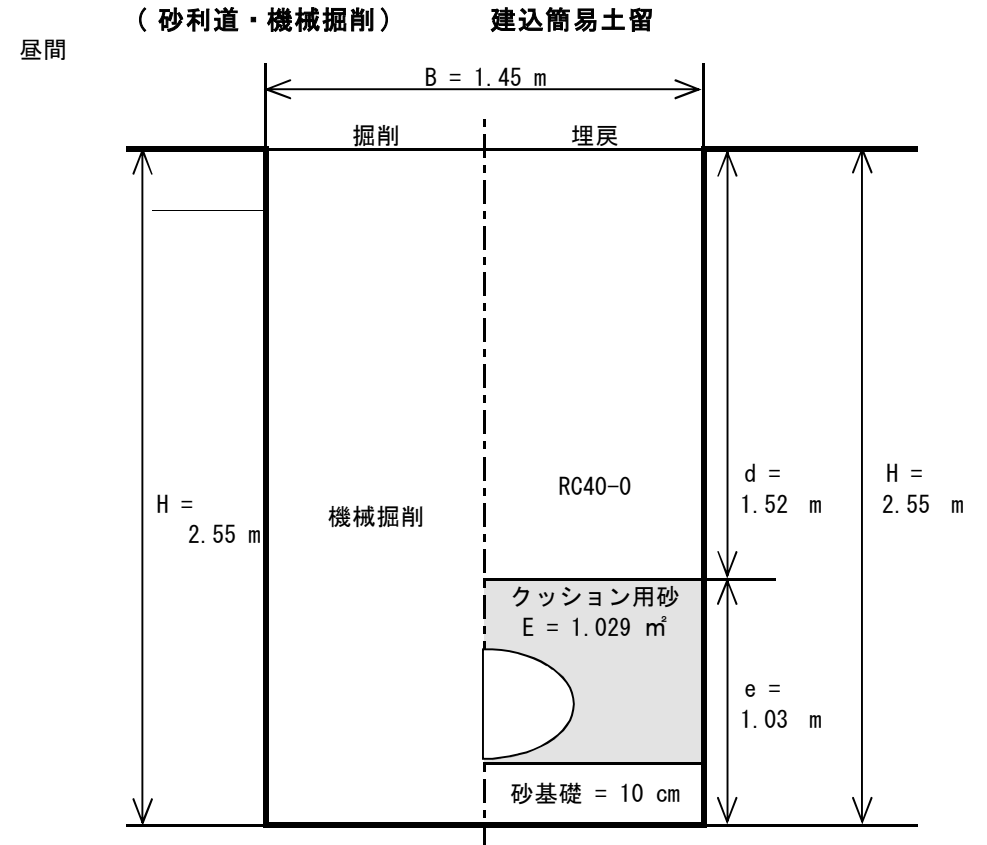 （ 砂利道・機械掘削） 建込簡易土留
昼間
B = 1.45 m
掘削 埋戻
H =
2.55 m
機械掘削
RC40-0
d =
1.52 m
H =
2.55 m
クッション用砂
E = 1.029 ㎡
e =
1.03 m
砂基礎 = 10 cm